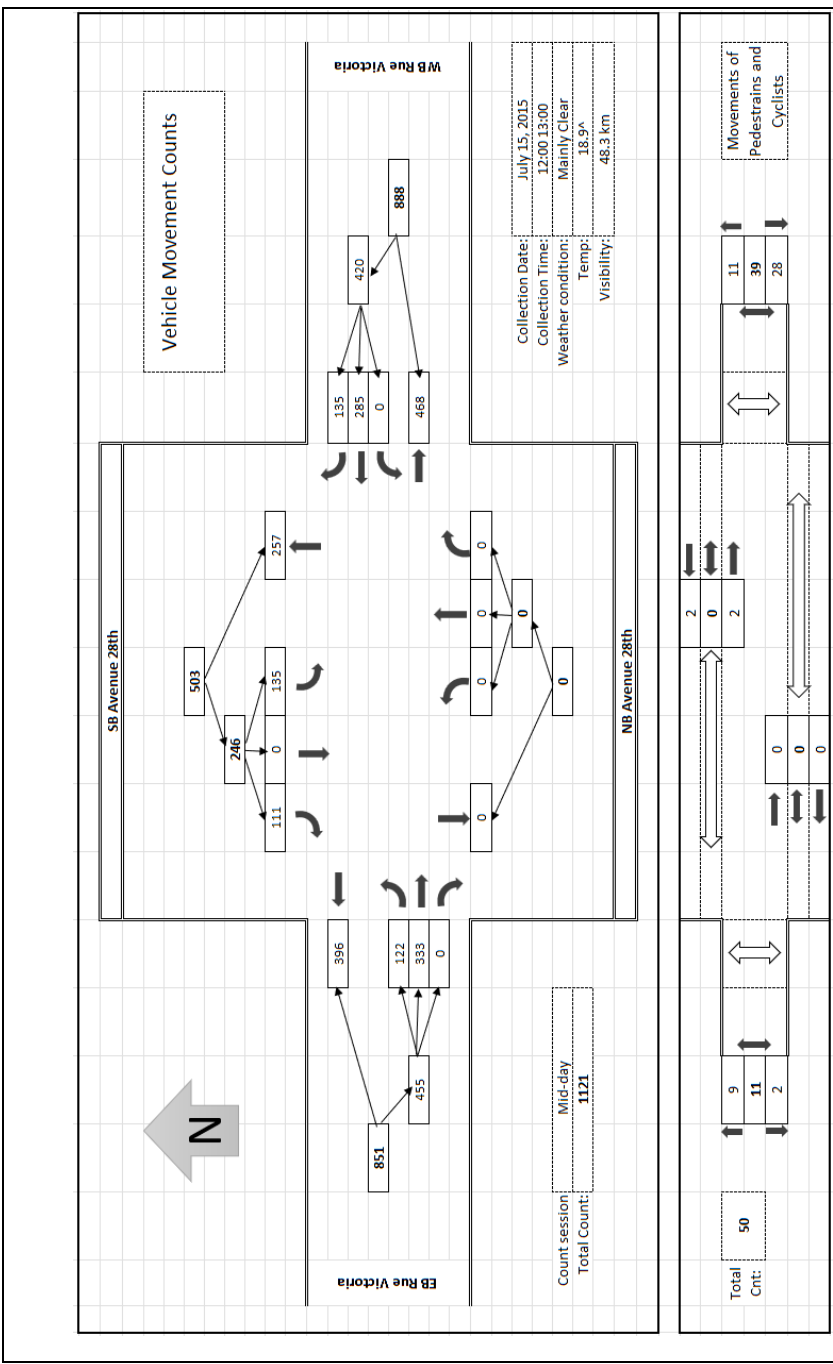 Vehicle Movement Counts
N
SB Avenue 28th
503
246
111
0
135
257
EB Rue Victoria
851
396
455
122
333
0
WB Rue Victoria
888
420
135
285
0
468
0
0
0
0
0
0
NB Avenue 28th
Count session Mid-day
Total Count: 1121
Collection Date: July 15, 2015
Collection Time: 12:00 13:00
Weather condition: Mainly Clear
Temp: 18.9^
Visibility: 48.3 km
Movements of
Pedestrains and
Cyclists
Total
Cnt: 50
9
11
2
2
0
2
0
0
0
11
39
28